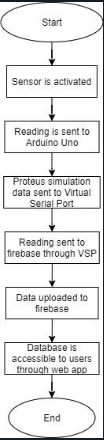 Start
Sensor is activated
Reading is sent to
Arduino Uno
Proteus simulation
data sent to Virtual
Serial Port
Reading sent to
firebase through VSP
Data uploaded to
firebase
Database is
accessible to users
through web app
End